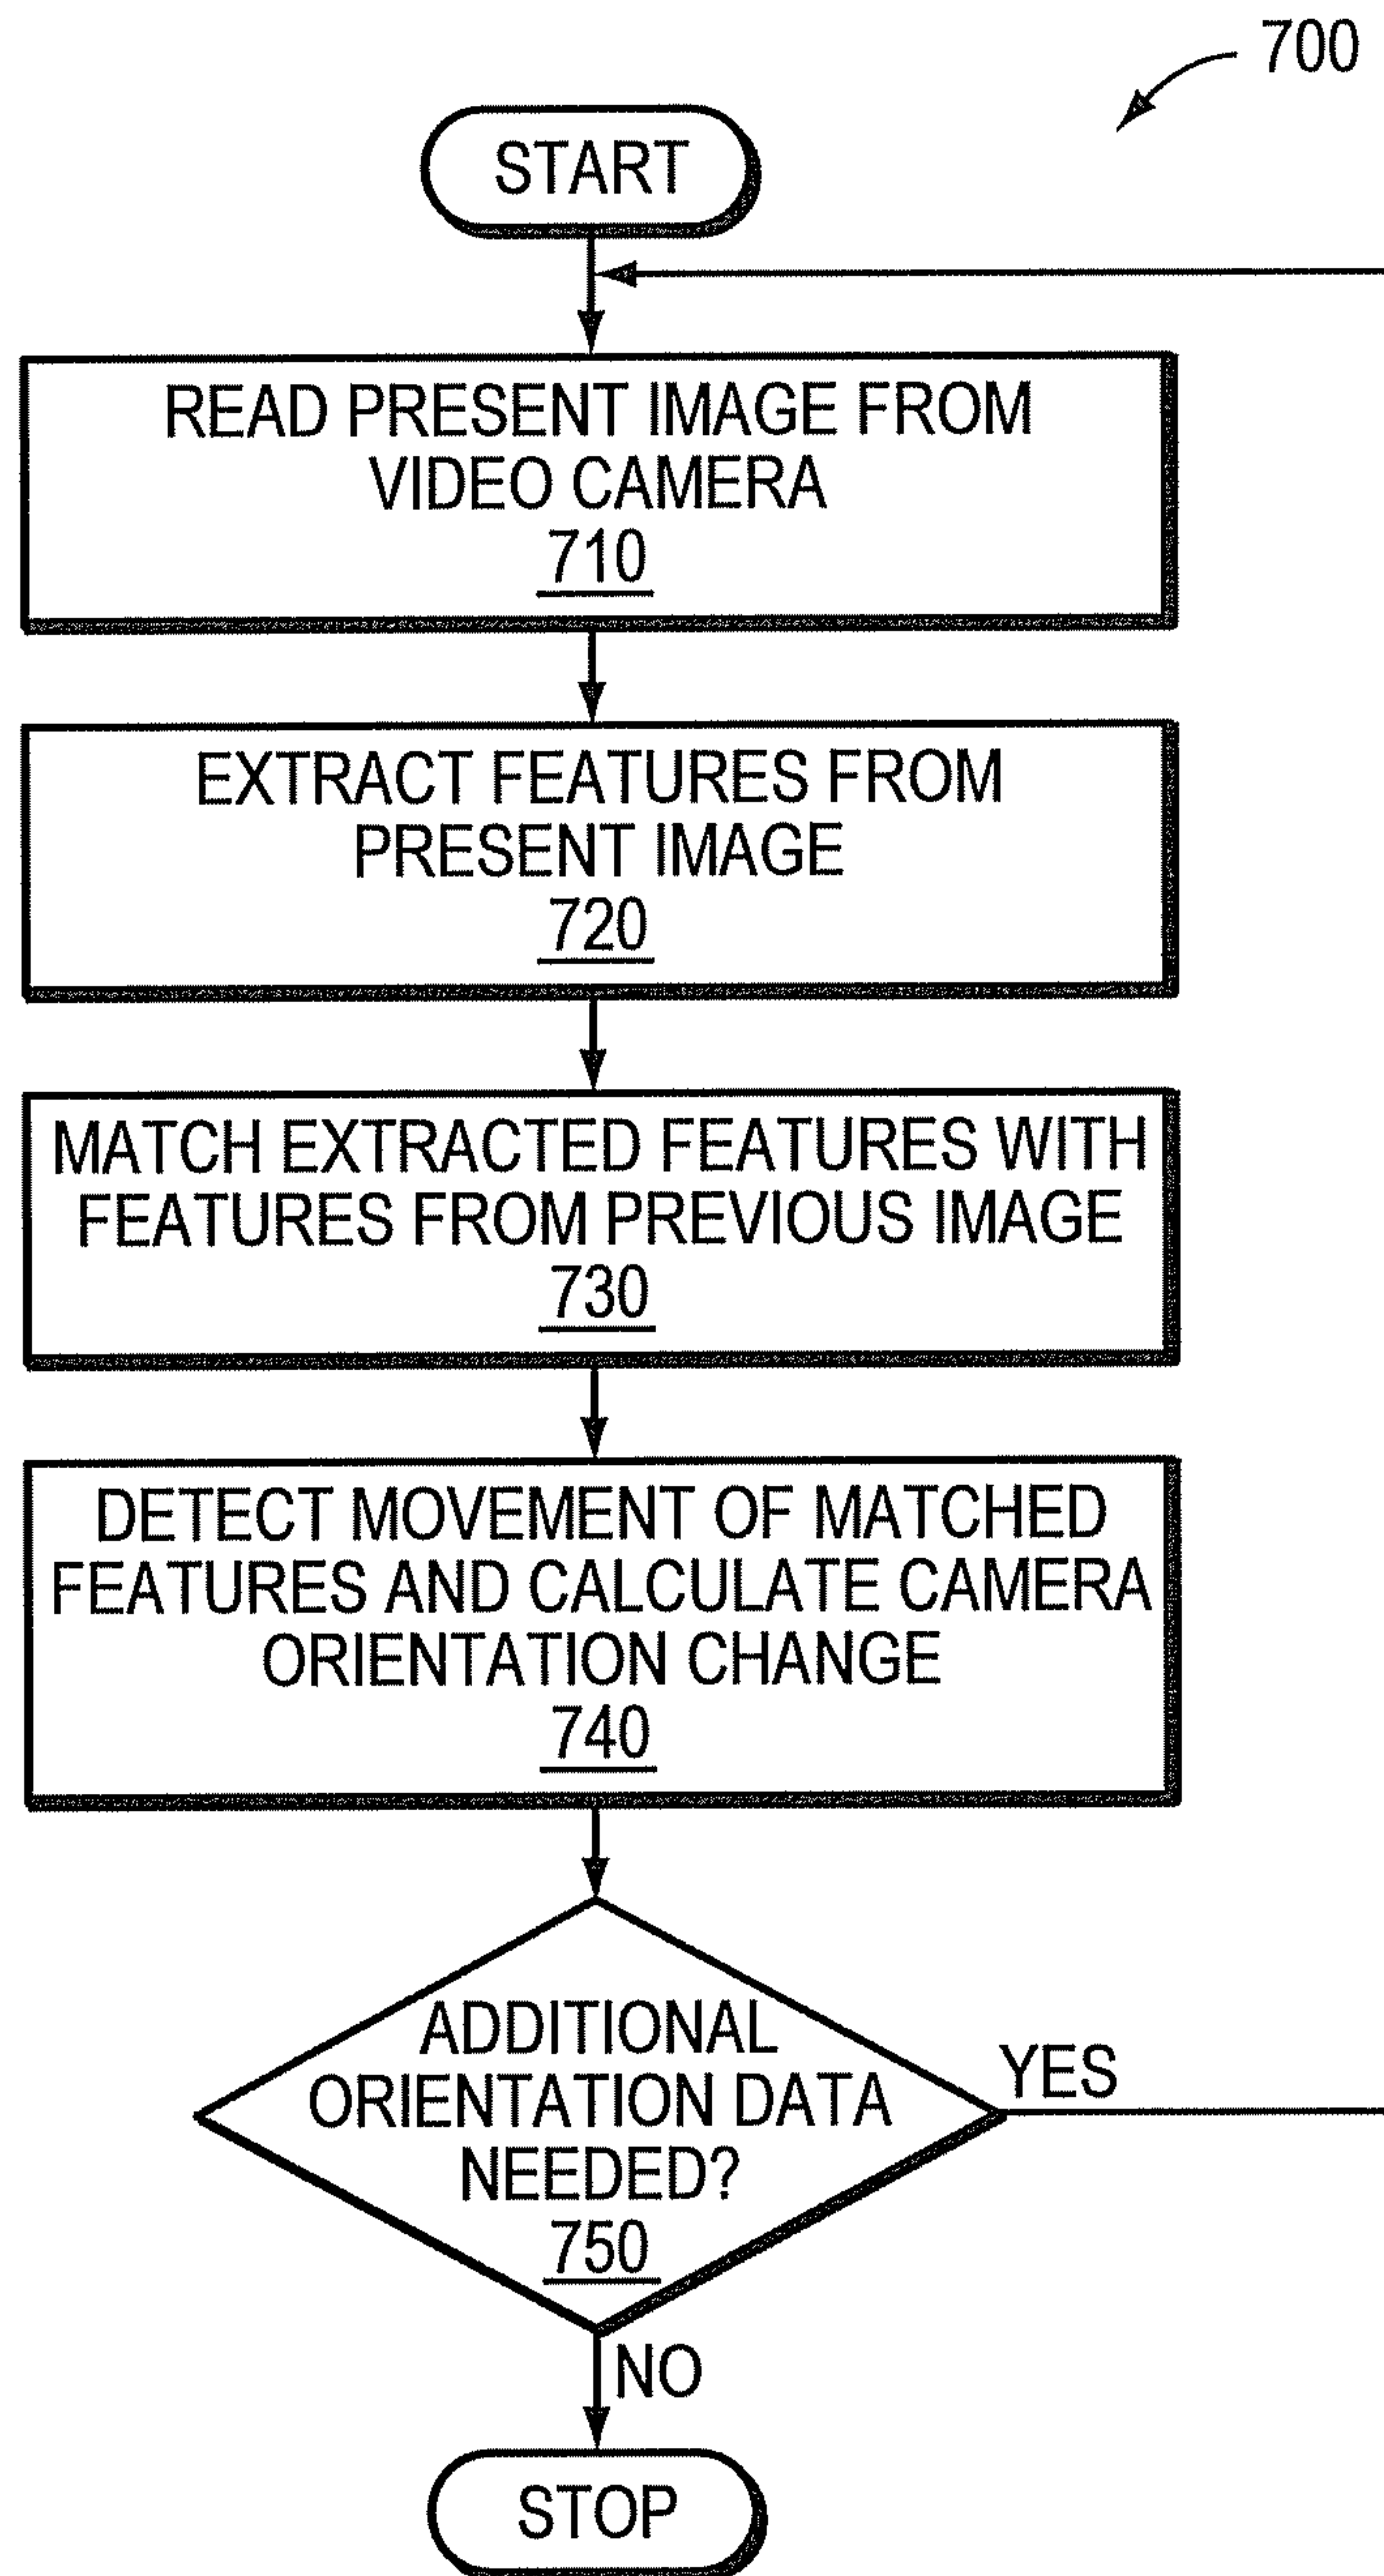 700
START
READ PRESENT IMAGE FROM
VIDEO CAMERA
710
EXTRACT FEATURES FROM
PRESENT IMAGE
720
MATCH EXTRACTED FEATURES WITH
FEATURES FROM PREVIOUS IMAGE
730
DETECT MOVEMENT OF MATCHED
FEATURES AND CALCULATE CAMERA
ORIENTATION CHANGE
740
ADDITIONAL
ORIENTATION DATA
NEEDED?
750
YES
NO
STOP